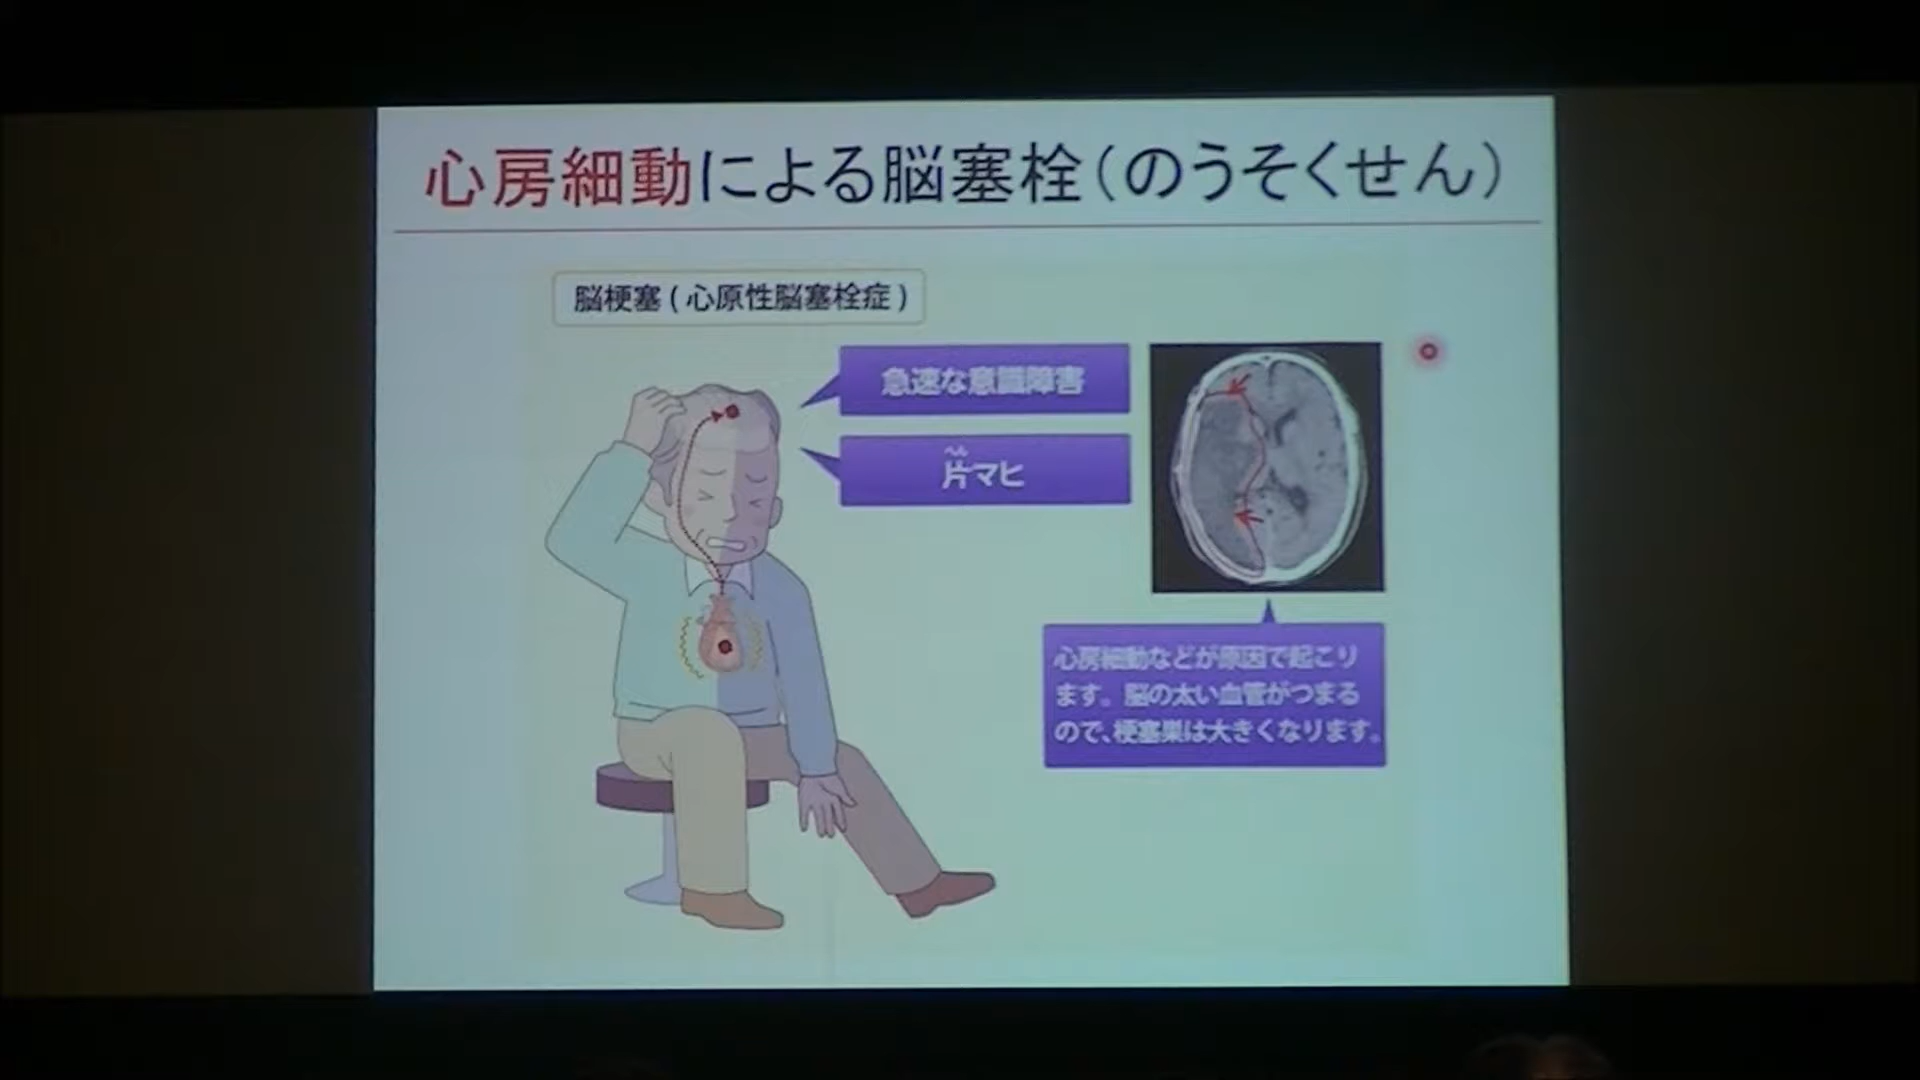 心房細動による脳塞栓（のうそくせん）
脳梗塞（心原性脳塞栓症）
急速な意識障害
へん
片マヒ
心房細動などが原因で起こり
ます。脳の太い血管がつまる
ので、梗塞巣は大きくなります。